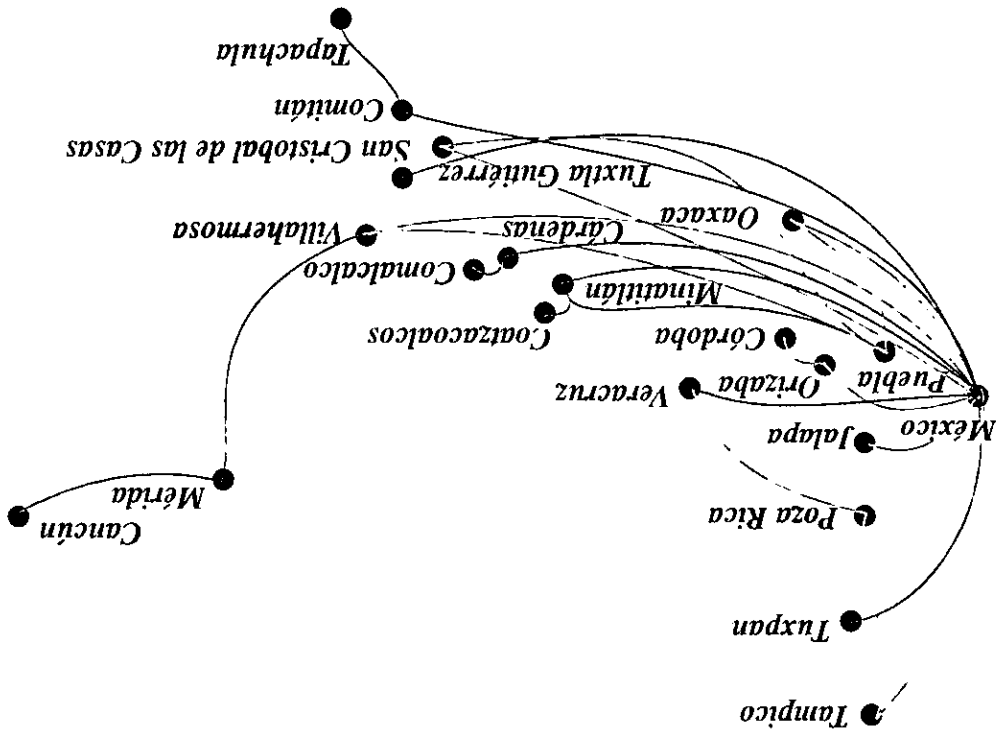 Tampico
Tuxpan
Poza Rica
Cancún
Mérida
Jalapa
México
Veracruz
Orizaba
Puebla
Córdoba
Coatzacoalcos
Minatitlán
Comalcalco
Cárdenas
Villahermosa
Oaxaca
Tuxtla Gutiérrez
San Cristobal de las Casas
Comitán
Tapachula